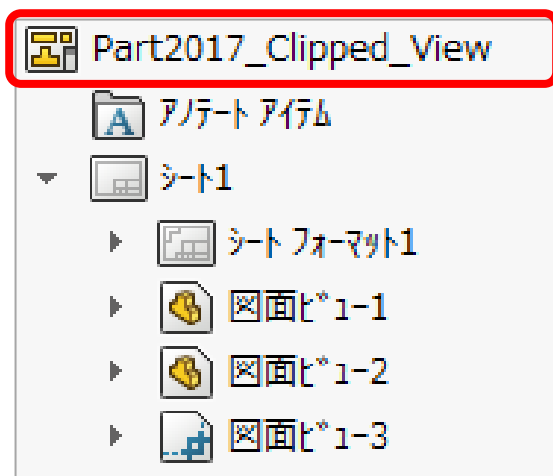 Part2017_Clipped_View
ｱﾉﾃｰﾄ ｱｲﾃﾑ
ｼｰﾄ1
ｼｰﾄ ﾌｫｰﾏｯﾄ1
図面ﾋﾞｭｰ1
図面ﾋﾞｭｰ2
図面ﾋﾞｭｰ3